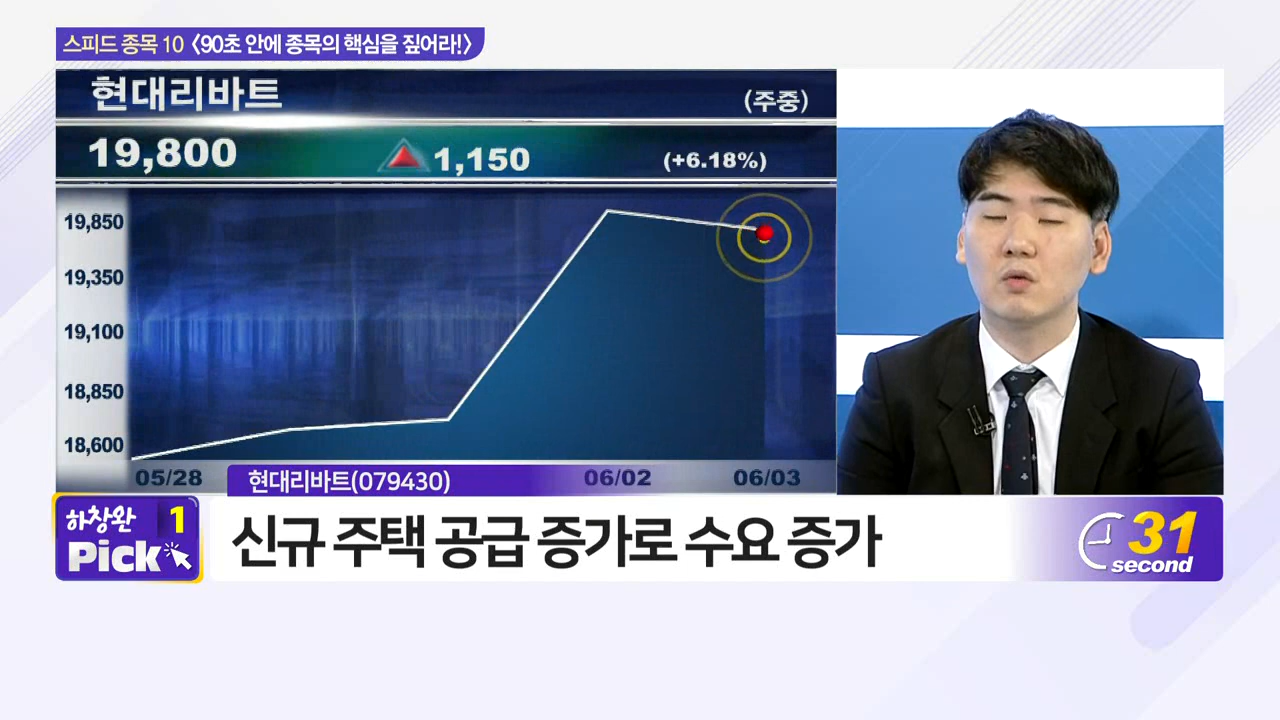 스피드 종목 10 〈90초 안에 종목의 핵심을 짚어라!〉
현대리바트
(주중)
19,800 ▲ 1,150 (+6.18%)
19,850
19,350
19,100
18,850
18,600
05/28 06/02 06/03
현대리바트(079430)
하창완 1
Pick
신규 주택 공급 증가로 수요 증가
31
second